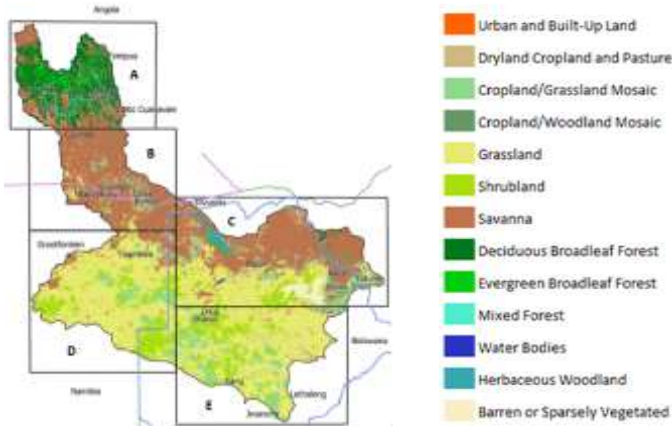 Angola
A
B
C
Grootfontein
D
E
Botswana
Namibia
Urban and Built-Up Land
Dryland Cropland and Pasture
Cropland/Grassland Mosaic
Cropland/Woodland Mosaic
Grassland
Shrubland
Savanna
Deciduous Broadleaf Forest
Evergreen Broadleaf Forest
Mixed Forest
Water Bodies
Herbaceous Woodland
Barren or Sparsely Vegetated